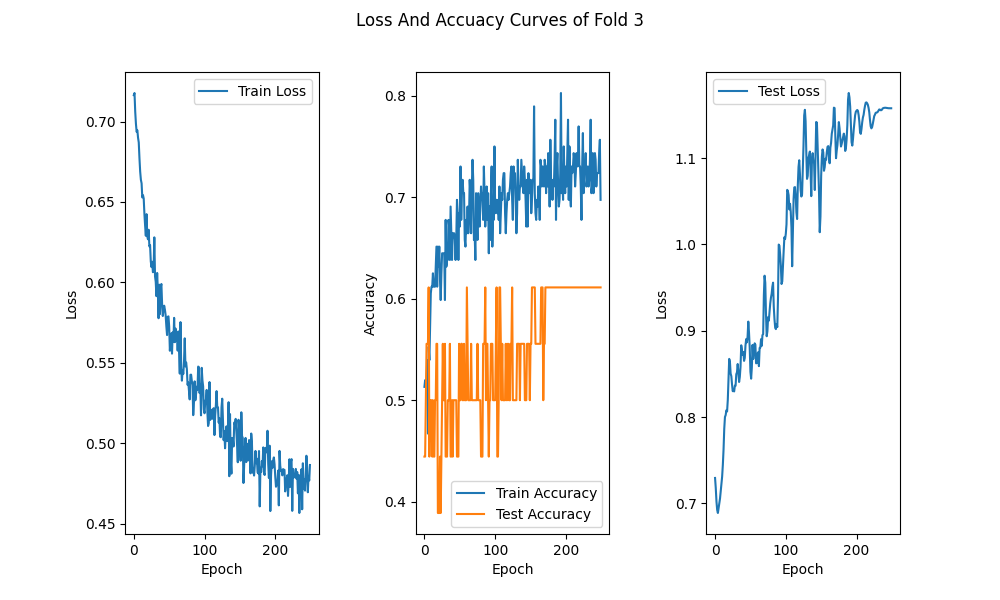 Loss And Accuacy Curves of Fold 3
Train Loss
0.70
0.65
0.60
0.55
0.50
0.45
Loss
0
100
200
Epoch
0.8
0.7
0.6
0.5
0.4
Accuracy
Train Accuracy
Test Accuracy
0
100
200
Epoch
Test Loss
1.1
1.0
0.9
0.8
0.7
Loss
0
100
200
Epoch